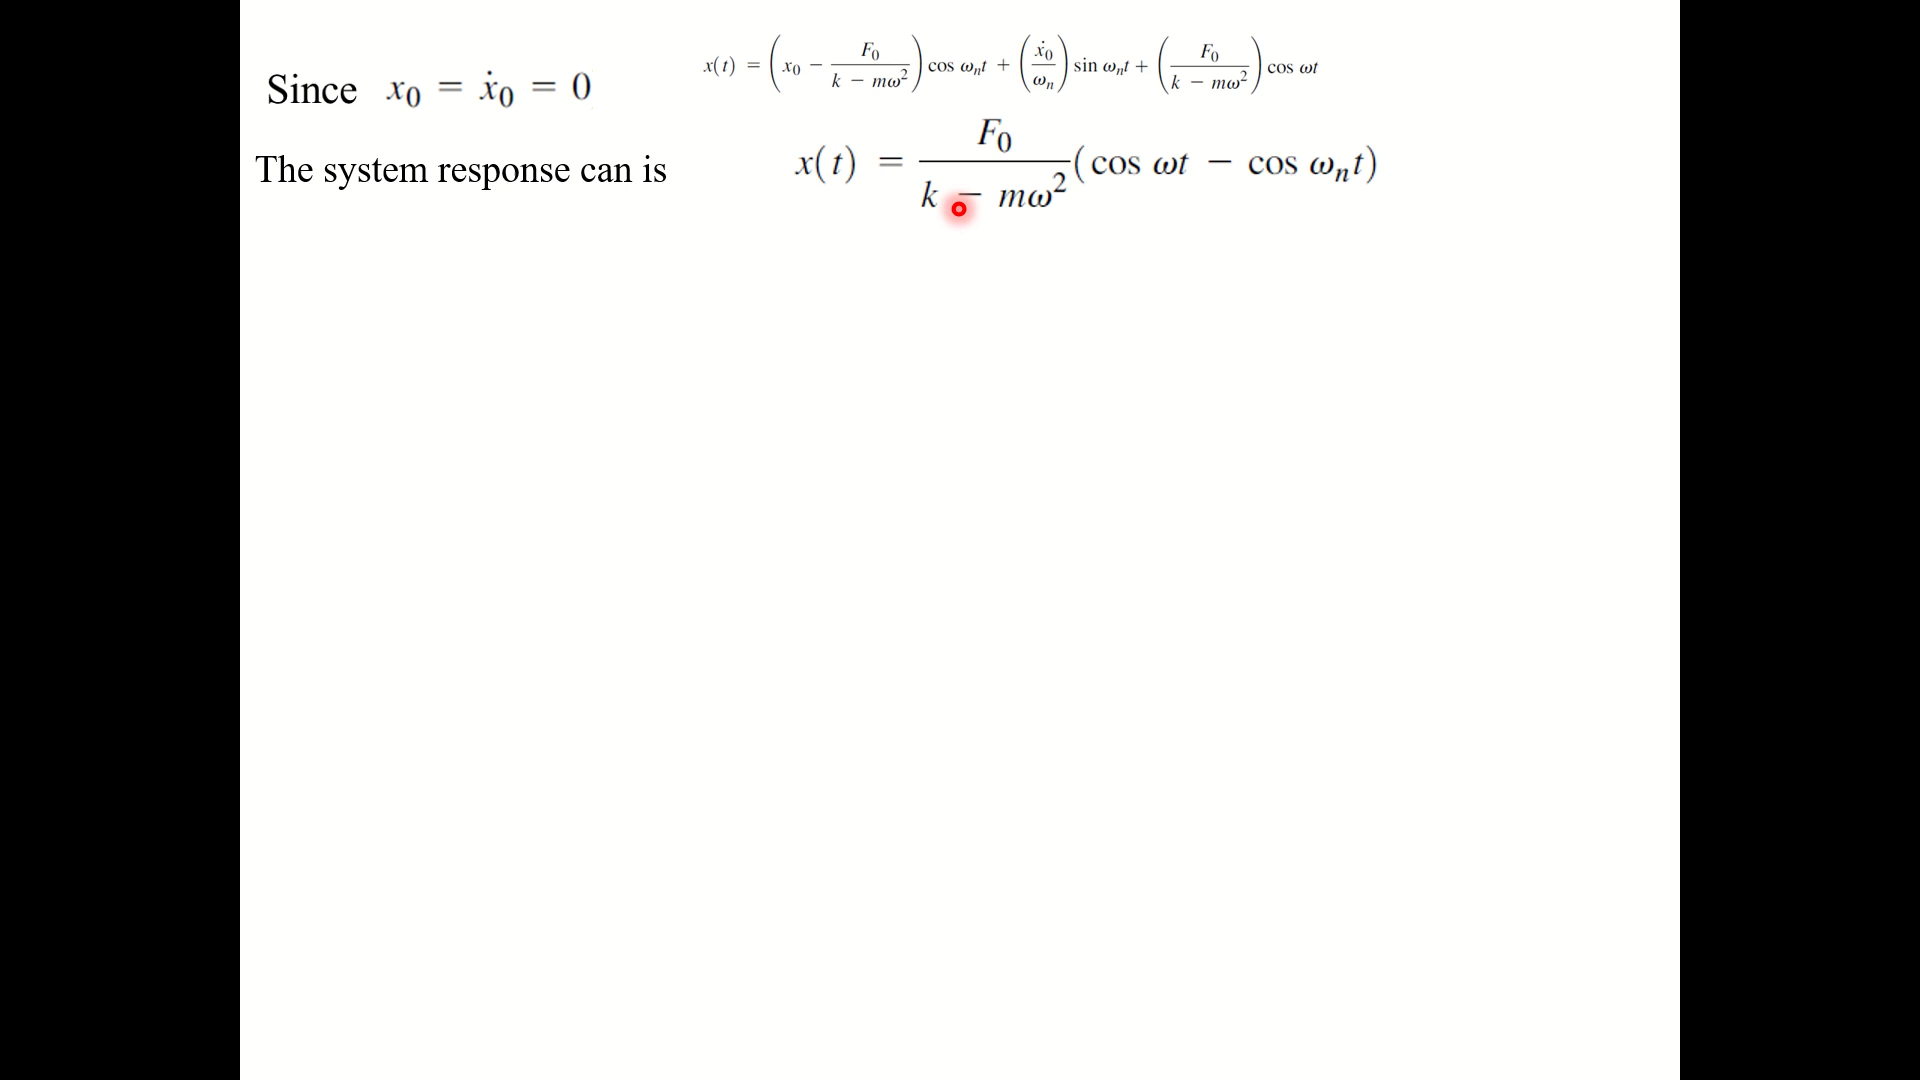 Since x₀ = ẋ₀ = 0
x(t) = (x₀ − F₀/(k − mω²)) cos ωₙt + (ẋ₀/ωₙ) sin ωₙt + (F₀/(k − mω²)) cos ωt
The system response can is
x(t) = F₀/(k − mω²) (cos ωt − cos ωₙt)